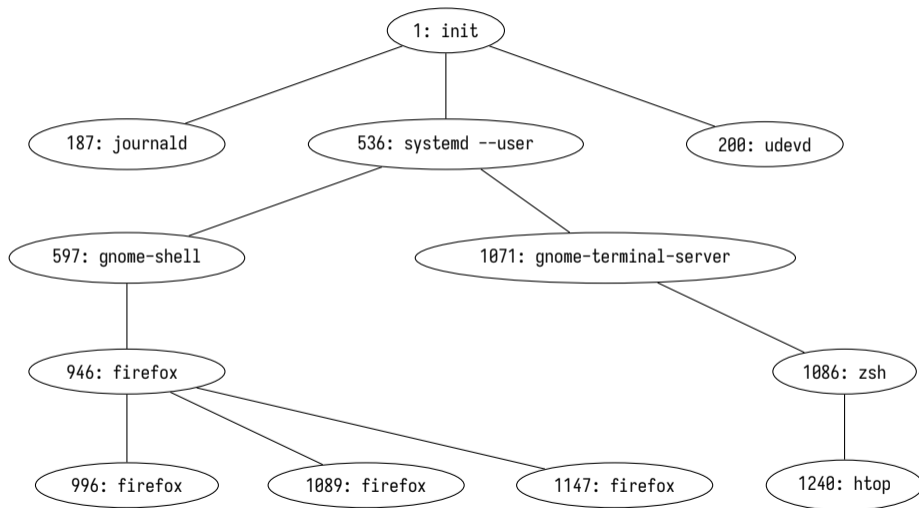 1: init
187: journald
536: systemd --user
200: udevd
597: gnome-shell
1071: gnome-terminal-server
946: firefox
1086: zsh
996: firefox
1089: firefox
1147: firefox
1240: htop